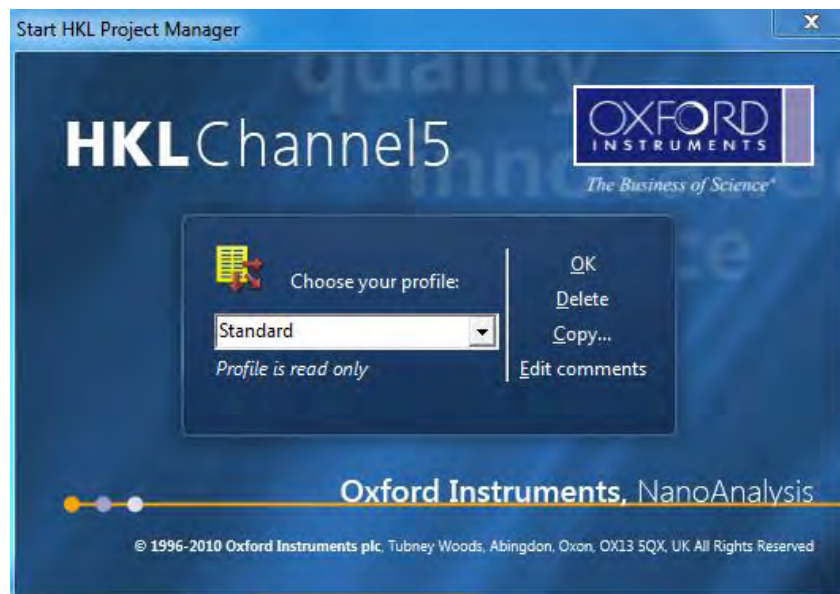 Start HKL Project Manager
quality
HKLChannel5
OXFORD
INSTRUMENTS
The Business of Science®
Choose your profile:
Standard
Profile is read only
OK
Delete
Copy...
Edit comments
Oxford Instruments, NanoAnalysis
© 1996-2010 Oxford Instruments plc, Tubney Woods, Abingdon, Oxon, OX13 5QX, UK All Rights Reserved